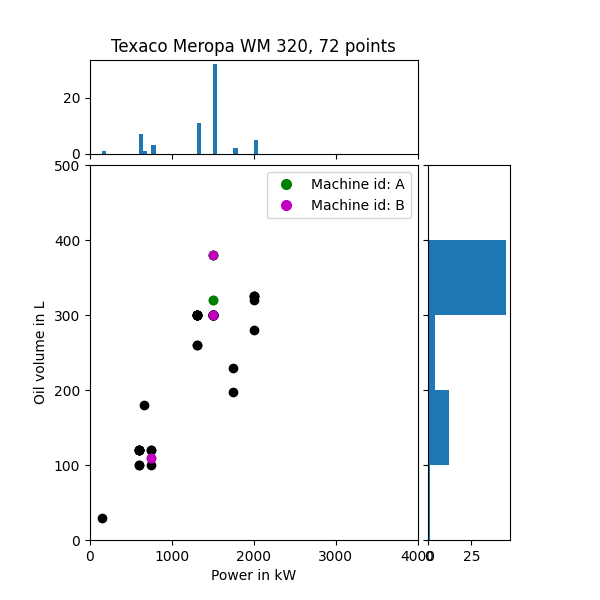 Texaco Meropa WM 320, 72 points
20
0
500
400
300
200
100
0
Oil volume in L
Machine id: A
Machine id: B
0 1000 2000 3000 4000
0 25
Power in kW